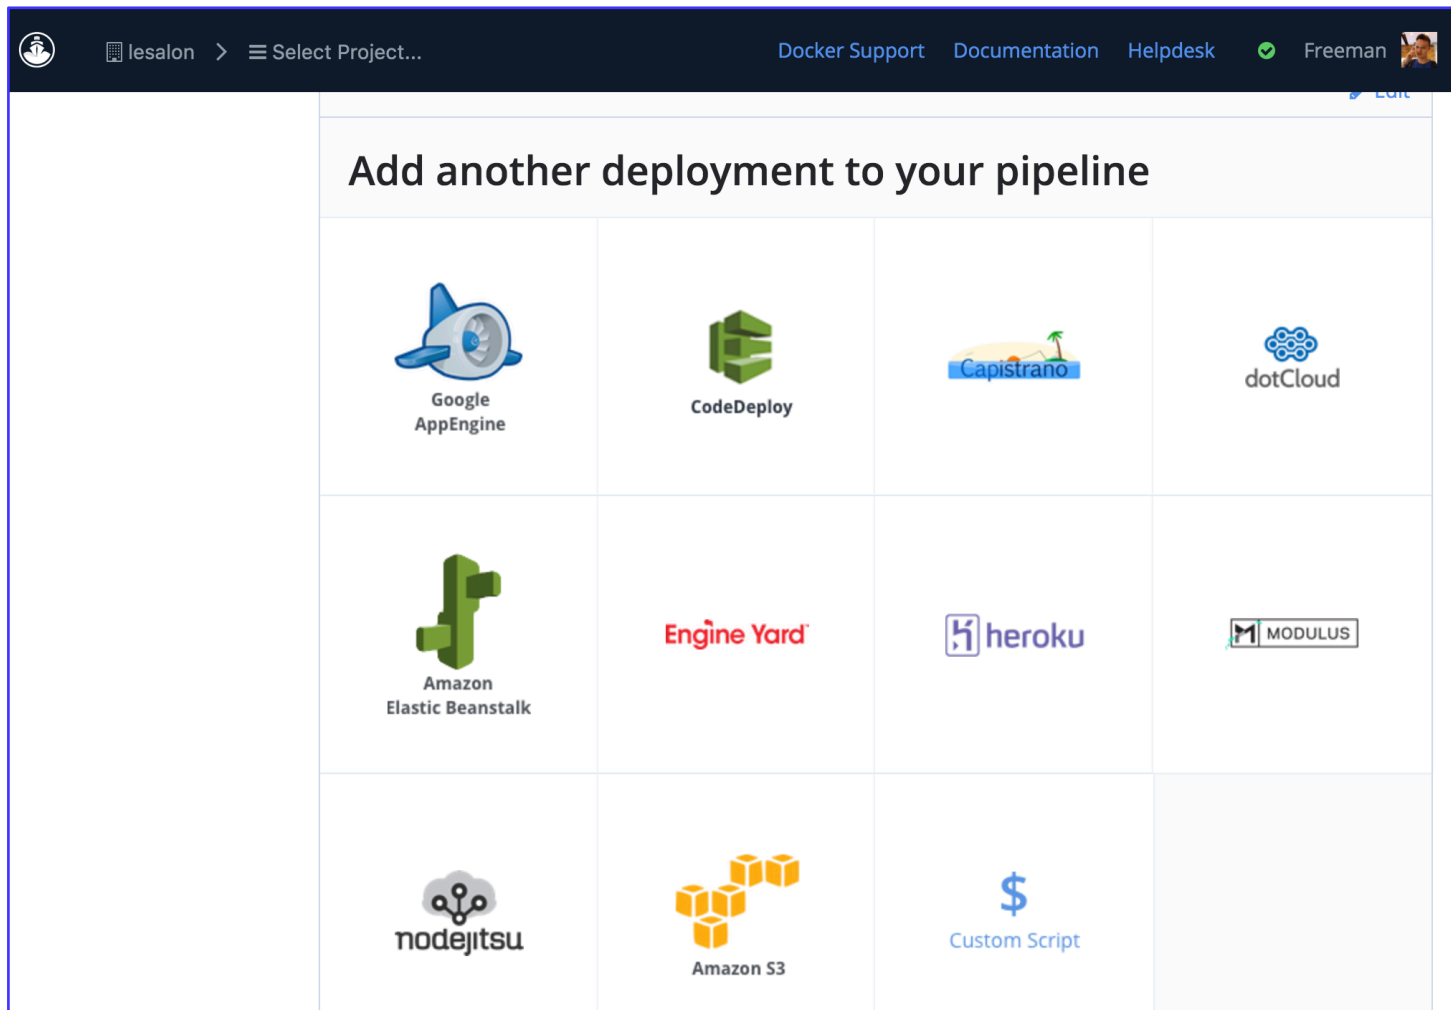 lesalon
Select Project...
Docker Support
Documentation
Helpdesk
Freeman
Edit
Add another deployment to your pipeline
Google
AppEngine
CodeDeploy
Capistrano
dotCloud
Amazon
Elastic Beanstalk
Engine Yard
heroku
MODULUS
nodejitsu
Amazon S3
$
Custom Script